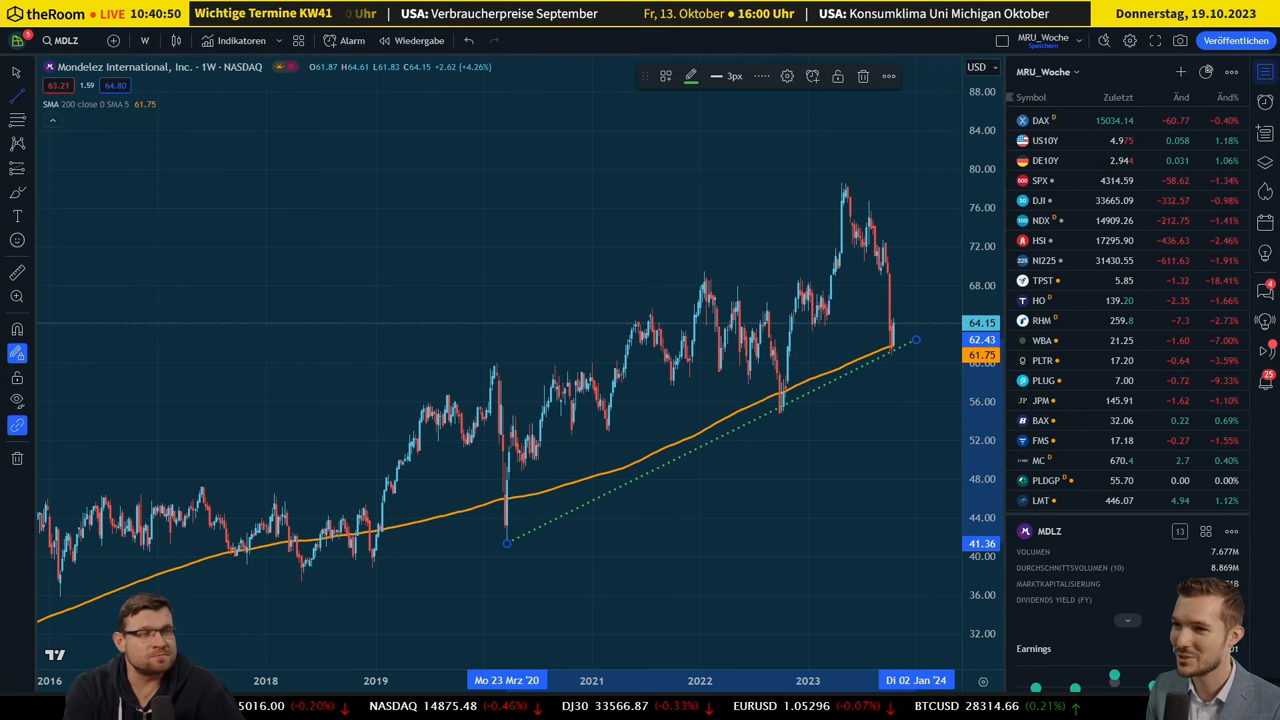 theRoom • LIVE 10:40:50
Wichtige Termine KW41
0 Uhr
USA: Verbraucherpreise September
Fr, 13. Oktober • 16:00 Uhr
USA: Konsumklima Uni Michigan Oktober
Donnerstag, 19.10.2023
5
MDLZ
W
Indikatoren
Alarm
Wiedergabe
MRU_Woche
Speichern
Veröffentlichen
Mondelez International, Inc. · 1W · NASDAQ
O61.87 H64.61 L61.83 C64.15 +2.62 (+4.26%)
63.21 1.59 64.80
SMA 200 close 0 SMA 5 61.75
3px
USD
88.00
84.00
80.00
76.00
72.00
68.00
64.15
62.43
61.75
60.00
56.00
52.00
48.00
44.00
41.36
40.00
36.00
32.00
2016
2018
2019
Mo 23 Mrz '20
2021
2022
2023
Di 02 Jan '24
MRU_Woche
Symbol Zuletzt Änd Änd%
DAX D 15034.14 −60.77 −0.40%
US10Y 4.975 0.058 1.18%
DE10Y 2.944 0.031 1.06%
SPX 4314.59 −58.62 −1.34%
DJI 33665.09 −332.57 −0.98%
NDX D 14909.26 −212.75 −1.41%
HSI 17295.90 −436.63 −2.46%
NI225 31430.55 −611.63 −1.91%
TPST 5.85 −1.32 −18.41%
HO D 139.20 −2.35 −1.66%
RHM D 259.8 −7.3 −2.73%
WBA 21.25 −1.60 −7.00%
PLTR 17.20 −0.64 −3.59%
PLUG 7.00 −0.72 −9.33%
JPM 145.91 −1.62 −1.10%
BAX 32.06 0.22 0.69%
FMS 17.18 −0.27 −1.55%
MC D 670.4 2.7 0.40%
PLDGP D 55.70 0.00 0.00%
LMT 446.07 4.94 1.12%
4
25
MDLZ
13
VOLUMEN 7.677M
DURCHSCHNITTSVOLUMEN (10) 8.869M
MARKTKAPITALISIERUNG
DIVIDENDS YIELD (FY)
Earnings
5016.00 (-0.20%) NASDAQ 14875.48 (-0.46%) DJ30 33566.87 (-0.33%) EURUSD 1.05296 (-0.07%) BTCUSD 28314.66 (0.21%)